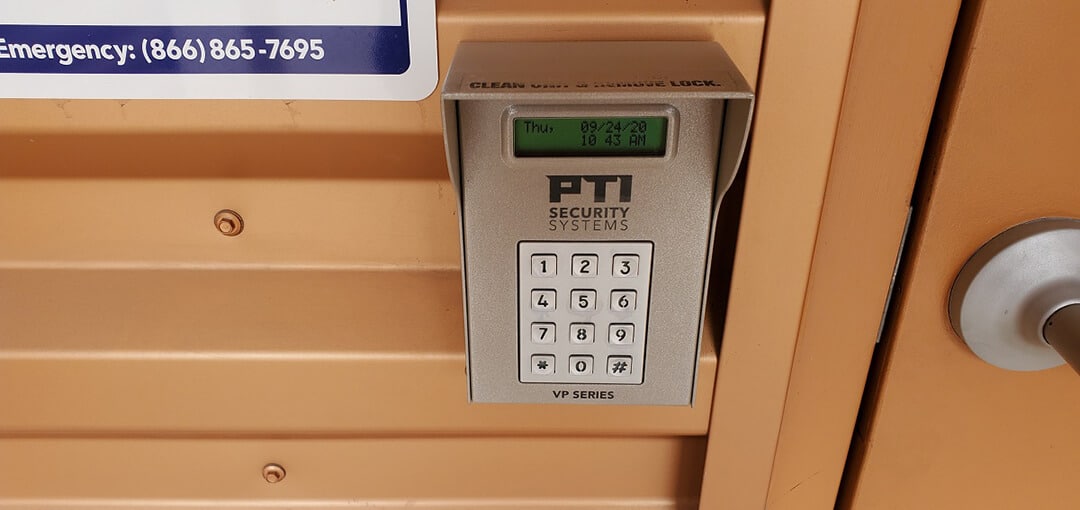 Emergency: (866) 865-7695
CLEAN UNIT & REMOVE LOCK.
Thu, 09/24/20
10 43 AM
PTI
SECURITY
SYSTEMS
1 2 3
4 5 6
7 8 9
* 0 #
VP SERIES